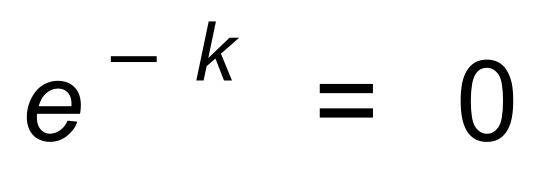 e^{-k} = 0